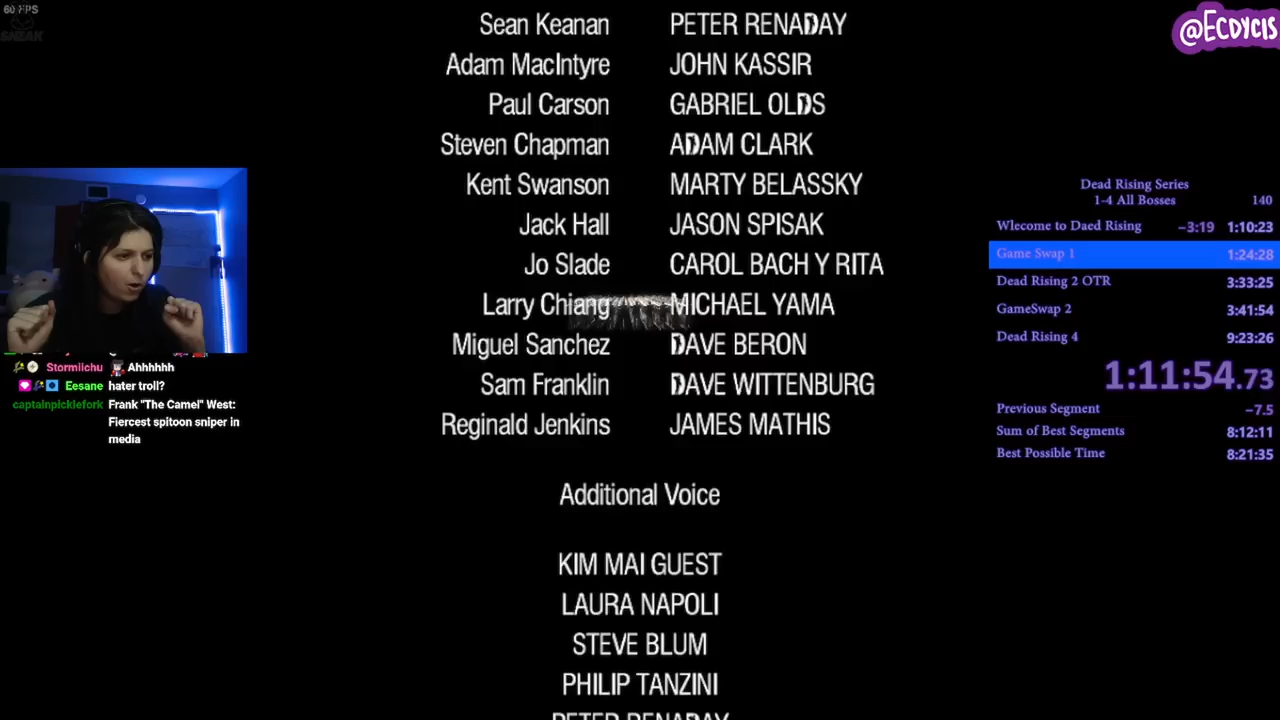 60 FPS
SNEAK
@ECDYCIS
Sean Keanan PETER RENADAY
Adam MacIntyre JOHN KASSIR
Paul Carson GABRIEL OLDS
Steven Chapman ADAM CLARK
Kent Swanson MARTY BELASSKY
Jack Hall JASON SPISAK
Jo Slade CAROL BACH Y RITA
Larry Chiang MICHAEL YAMA
Miguel Sanchez DAVE BERON
Sam Franklin DAVE WITTENBURG
Reginald Jenkins JAMES MATHIS
Additional Voice
KIM MAI GUEST
LAURA NAPOLI
STEVE BLUM
PHILIP TANZINI
PETER RENADAY
Stormiichu Ahhhhhh
Eesane hater troll?
captainpicklefork Frank "The Camel" West:
Fiercest spitoon sniper in
media
Dead Rising Series
1-4 All Bosses 140
Wlecome to Daed Rising −3:19 1:10:23
Game Swap 1 1:24:28
Dead Rising 2 OTR 3:33:25
GameSwap 2 3:41:54
Dead Rising 4 9:23:26
1:11:54.73
Previous Segment −7.5
Sum of Best Segments 8:12:11
Best Possible Time 8:21:35